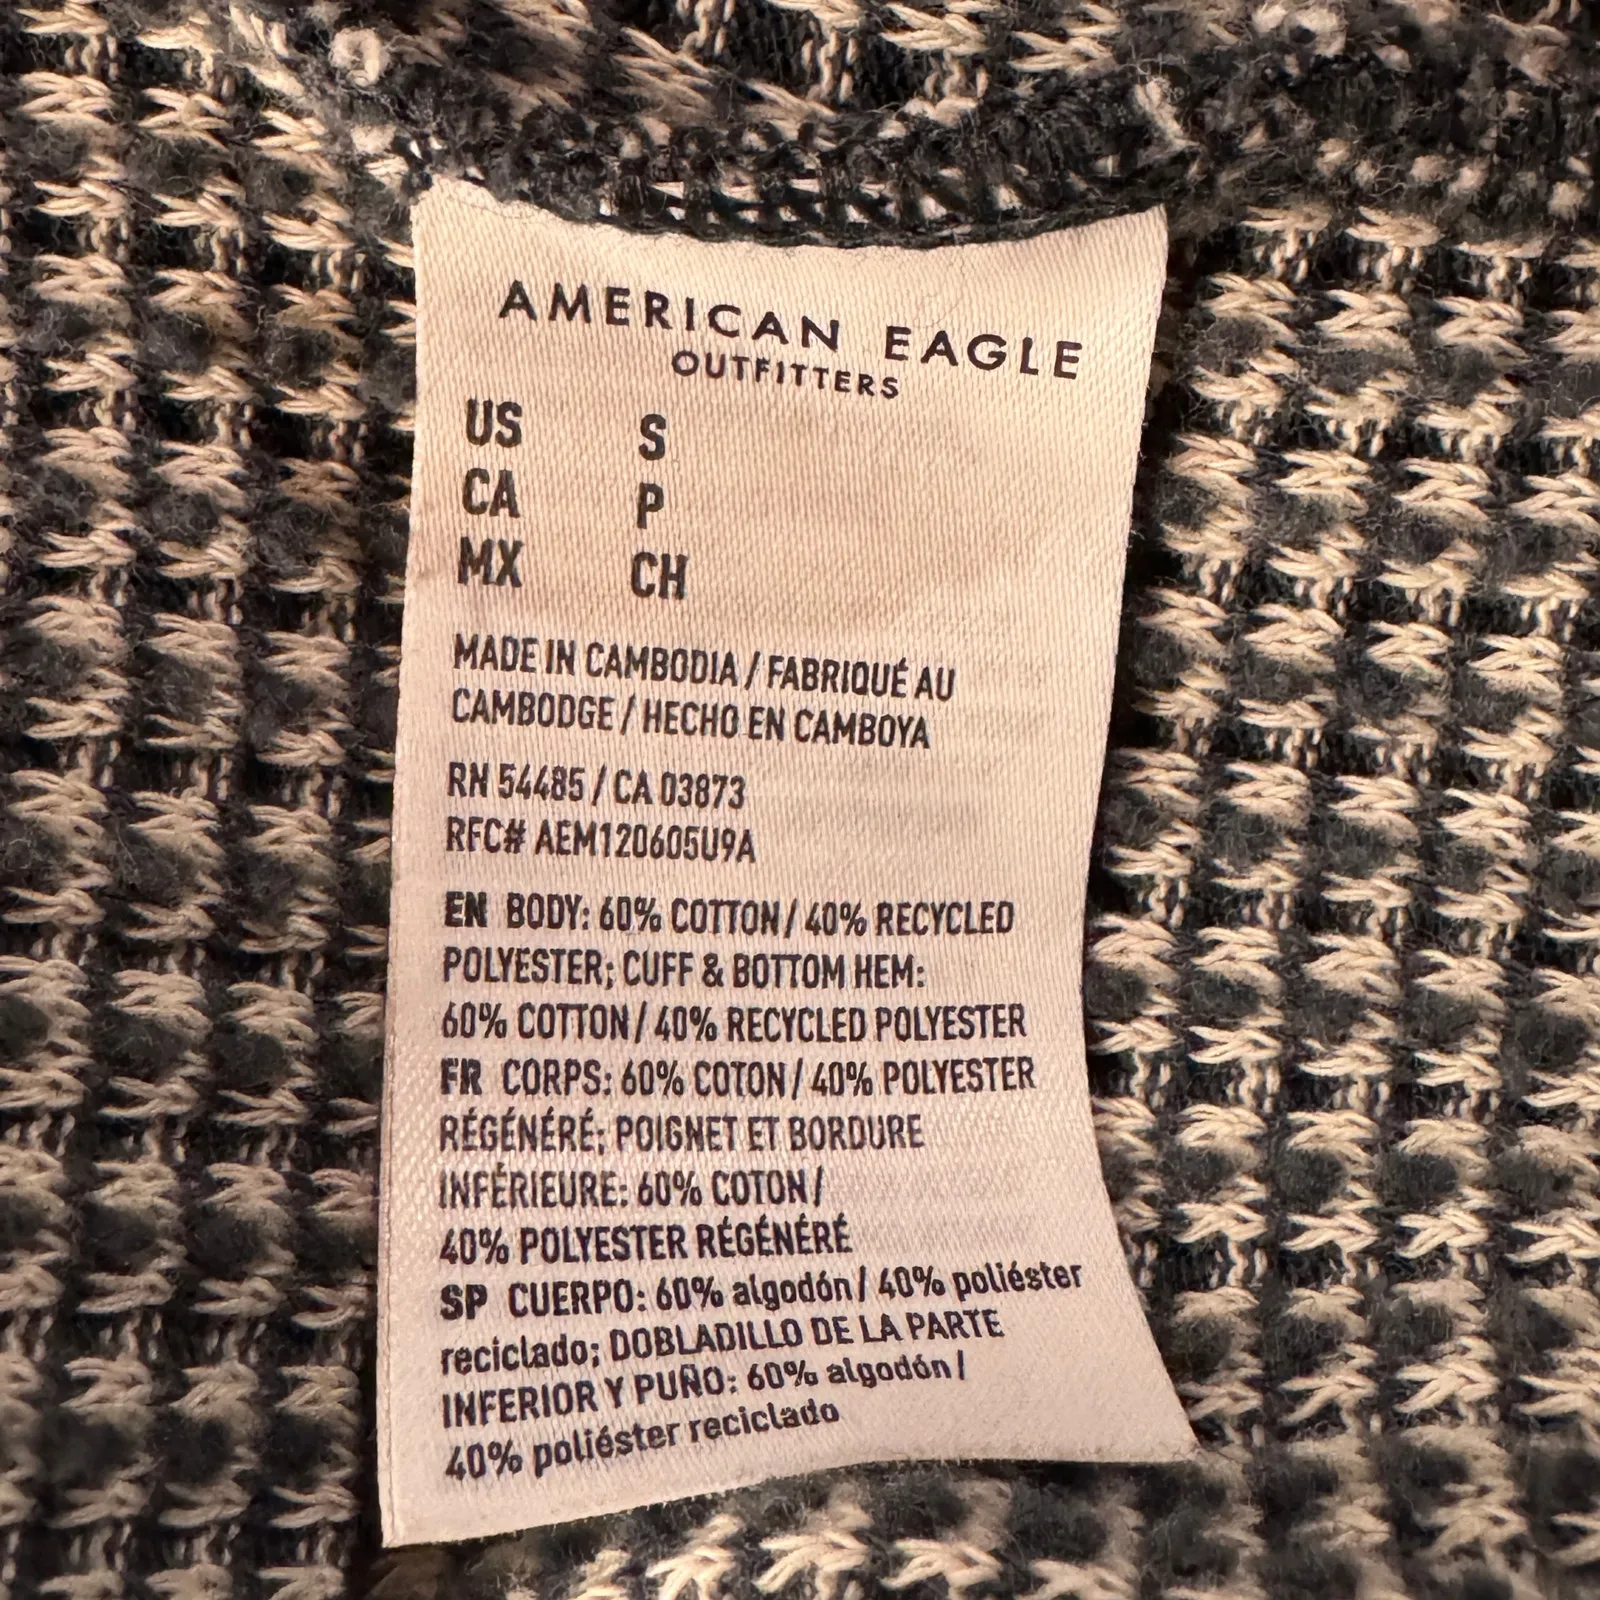 AMERICAN EAGLE
OUTFITTERS
US S
CA P
MX CH
MADE IN CAMBODIA / FABRIQUÉ AU
CAMBODGE / HECHO EN CAMBOYA
RN 54485 / CA 03873
RFC# AEM120605U9A
EN BODY: 60% COTTON / 40% RECYCLED
POLYESTER; CUFF & BOTTOM HEM:
60% COTTON / 40% RECYCLED POLYESTER
FR CORPS: 60% COTON / 40% POLYESTER
RÉGÉNÉRÉ; POIGNET ET BORDURE
INFÉRIEURE: 60% COTON /
40% POLYESTER RÉGÉNÉRÉ
SP CUERPO: 60% algodón / 40% poliéster
reciclado; DOBLADILLO DE LA PARTE
INFERIOR Y PUÑO: 60% algodón /
40% poliéster reciclado